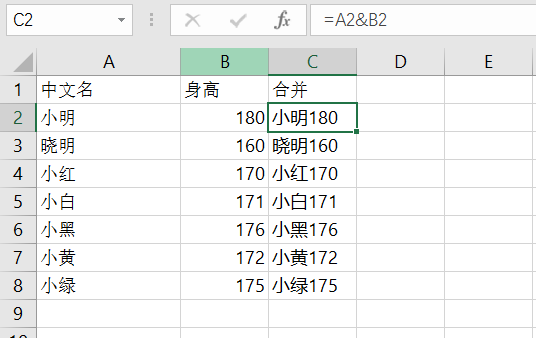 C2 fx =A2&B2
A B C D E
1 中文名 身高 合并
2 小明 180 小明180
3 晓明 160 晓明160
4 小红 170 小红170
5 小白 171 小白171
6 小黑 176 小黑176
7 小黄 172 小黄172
8 小绿 175 小绿175
9